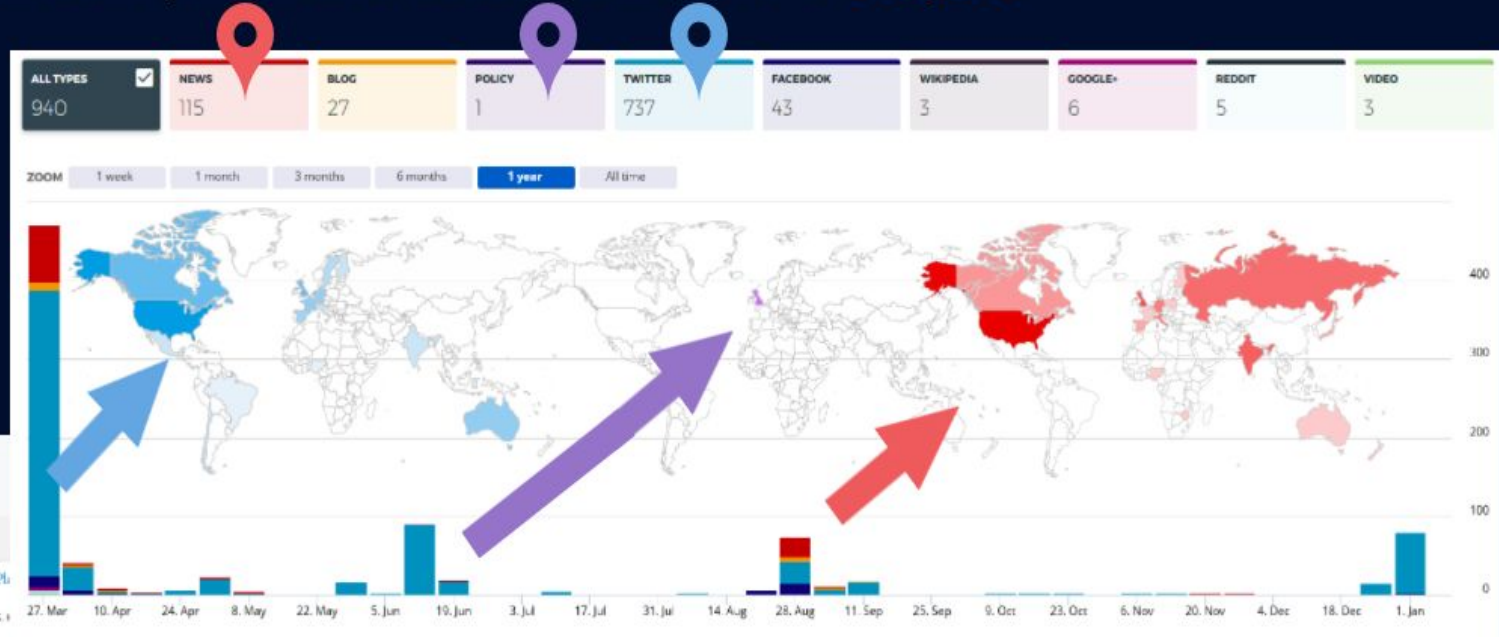 ALL TYPES NEWS BLOG POLICY TWITTER FACEBOOK WIKIPEDIA GOOGLE+ REDDIT VIDEO
940 115 27 1 737 43 3 6 5 3
ZOOM 1 week 1 month 3 months 6 months 1 year All time
400
300
200
100
0
27. Mar 10. Apr 24. Apr 8. May 22. May 5. Jun 19. Jun 3. Jul 17. Jul 31. Jul 14. Aug 28. Aug 11. Sep 25. Sep 9. Oct 23. Oct 6. Nov 20. Nov 4. Dec 18. Dec 1. Jan